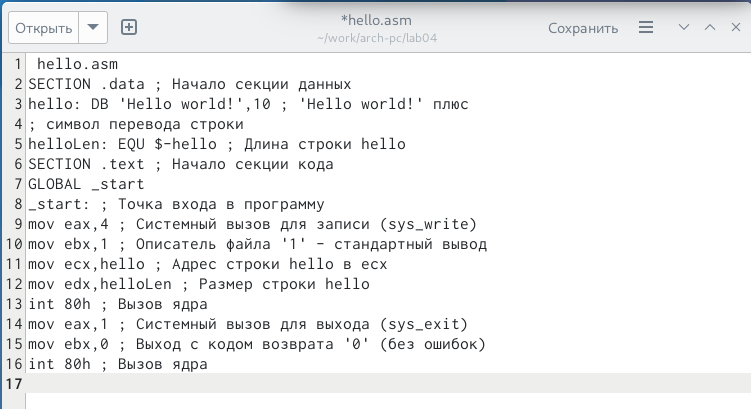 Открыть
*hello.asm
~/work/arch-pc/lab04
Сохранить
1 hello.asm
2 SECTION .data ; Начало секции данных
3 hello: DB 'Hello world!',10 ; 'Hello world!' плюс
4 ; символ перевода строки
5 helloLen: EQU $-hello ; Длина строки hello
6 SECTION .text ; Начало секции кода
7 GLOBAL _start
8 _start: ; Точка входа в программу
9 mov eax,4 ; Системный вызов для записи (sys_write)
10 mov ebx,1 ; Описатель файла '1' - стандартный вывод
11 mov ecx,hello ; Адрес строки hello в ecx
12 mov edx,helloLen ; Размер строки hello
13 int 80h ; Вызов ядра
14 mov eax,1 ; Системный вызов для выхода (sys_exit)
15 mov ebx,0 ; Выход с кодом возврата '0' (без ошибок)
16 int 80h ; Вызов ядра
17